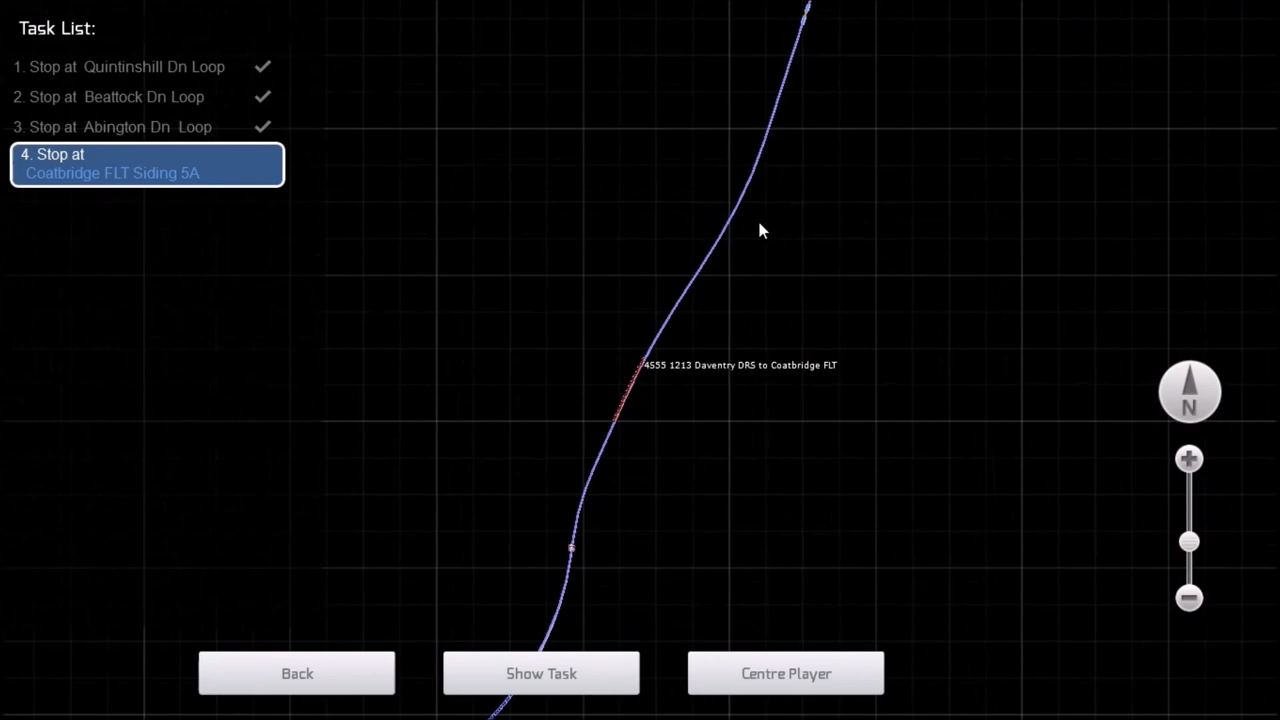 Task List:
1. Stop at Quintinshill Dn Loop
2. Stop at Beattock Dn Loop
3. Stop at Abington Dn Loop
4. Stop at
Coatbridge FLT Siding 5A
4S55 1213 Daventry DRS to Coatbridge FLT
N
Back
Show Task
Centre Player